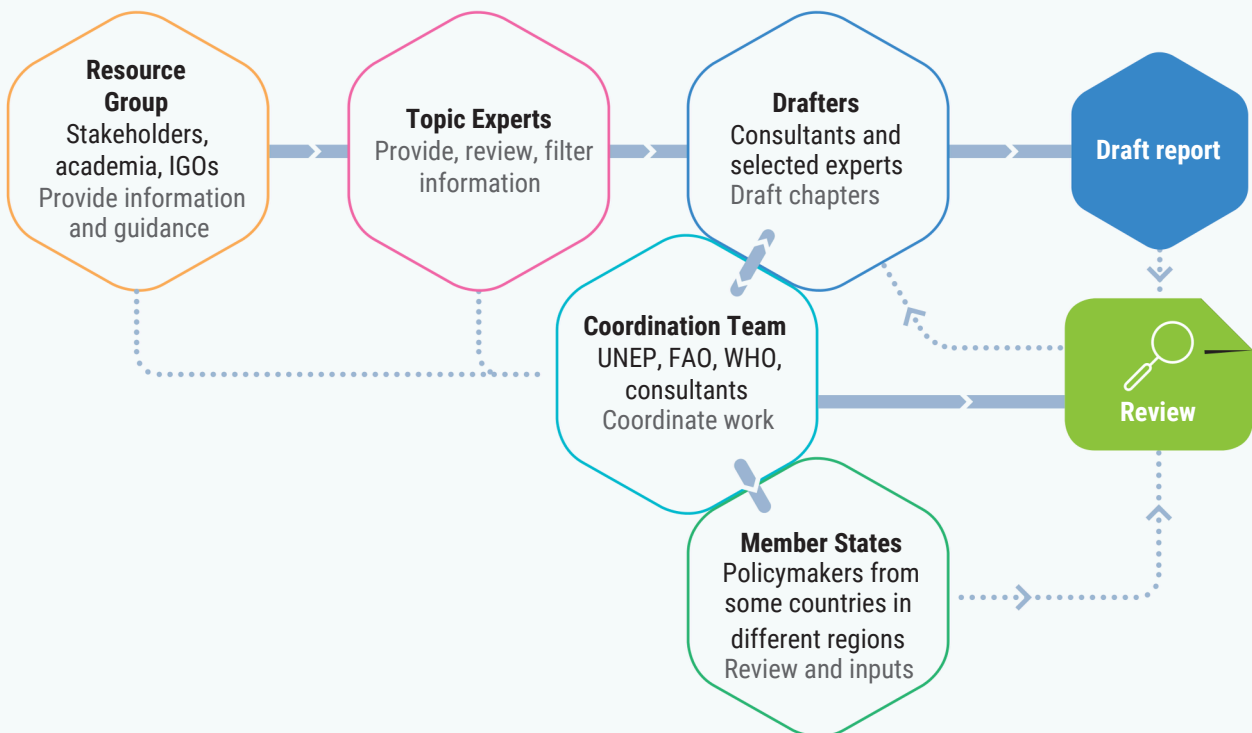 Resource
Group
Stakeholders,
academia, IGOs
Provide information
and guidance
Topic Experts
Provide, review, filter
information
Drafters
Consultants and
selected experts
Draft chapters
Draft report
Coordination Team
UNEP, FAO, WHO,
consultants
Coordinate work
Review
Member States
Policymakers from
some countries in
different regions
Review and inputs